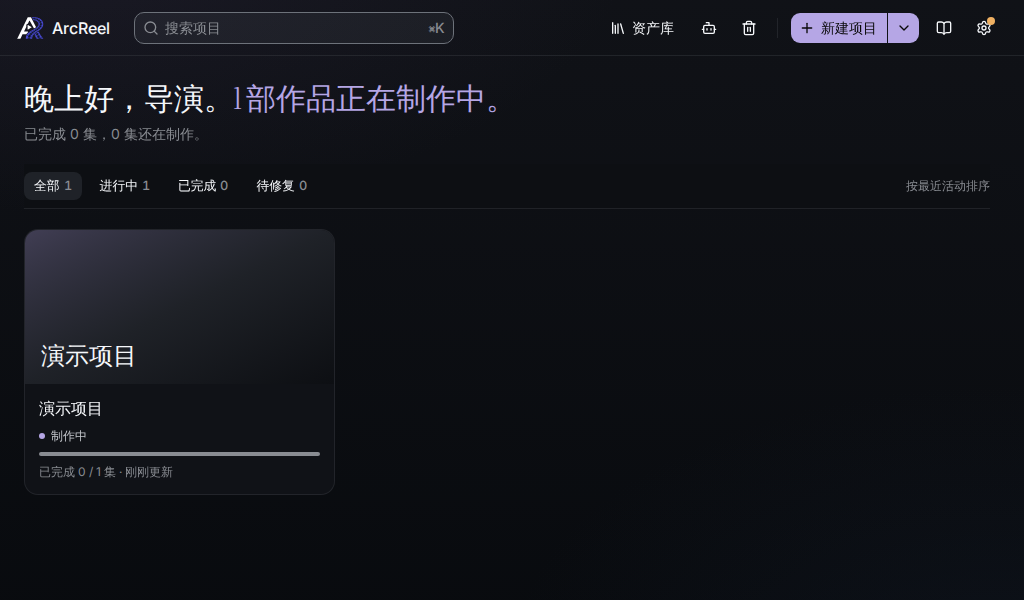 ArcReel
搜索项目
⌘K
资产库
新建项目
晚上好，导演。1 部作品正在制作中。
已完成 0 集，0 集还在制作。
全部 1
进行中 1
已完成 0
待修复 0
按最近活动排序
演示项目
演示项目
制作中
已完成 0 / 1 集 · 刚刚更新